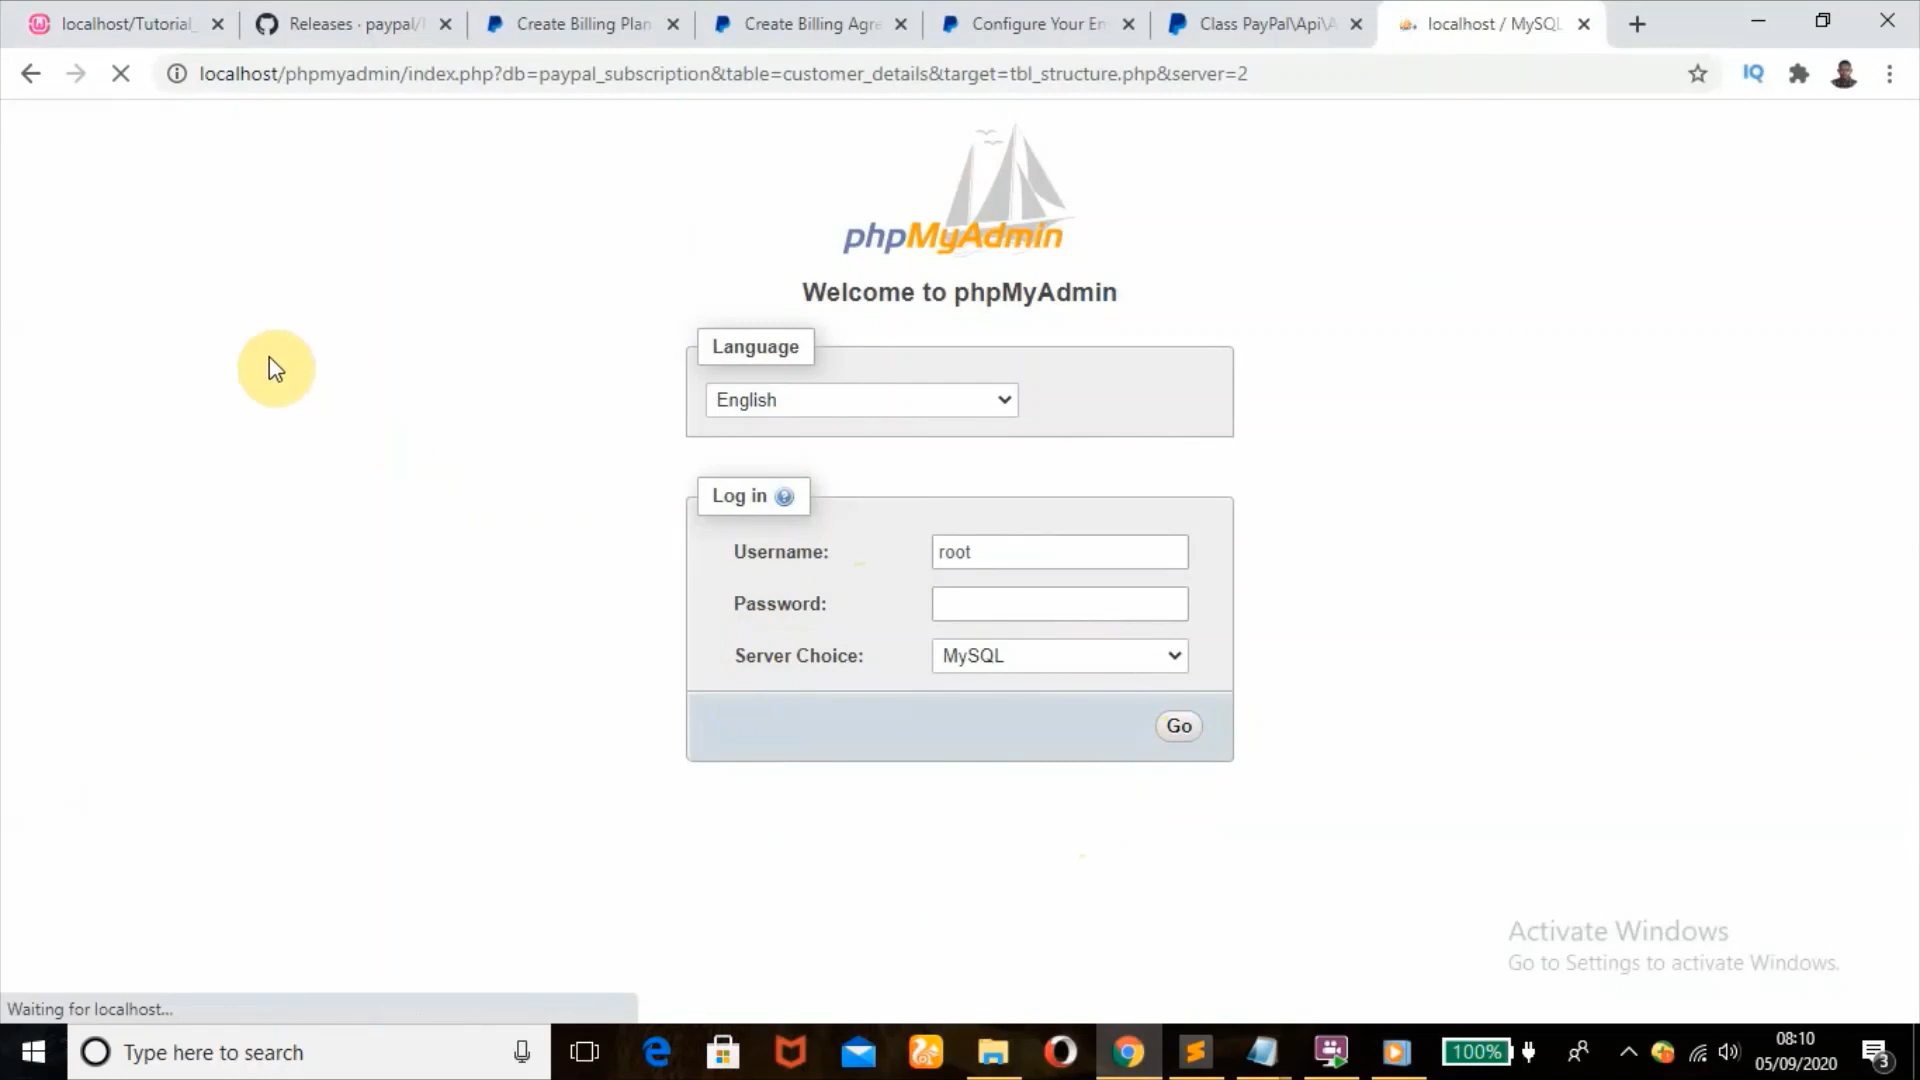 localhost/Tutorial_
Releases · paypal/
Create Billing Plan
Create Billing Agre
Configure Your En
Class PayPal\Api\A
localhost / MySQL
localhost/phpmyadmin/index.php?db=paypal_subscription&table=customer_details&target=tbl_structure.php&server=2
IQ
phpMyAdmin
Welcome to phpMyAdmin
Language
English
Log in
Username:
root
Password:
Server Choice:
MySQL
Go
Activate Windows
Go to Settings to activate Windows.
Waiting for localhost...
Type here to search
100%
08:10
05/09/2020
3